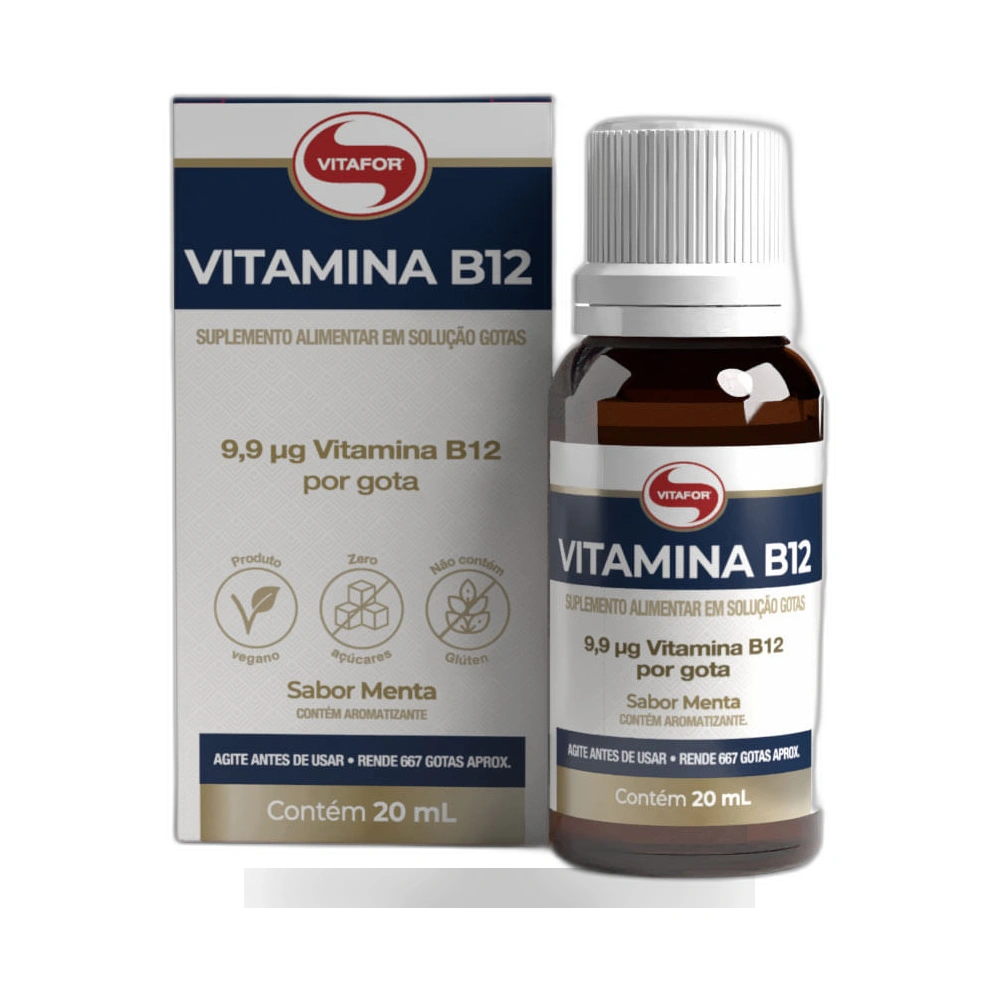 VITAFOR®
VITAMINA B12
SUPLEMENTO ALIMENTAR EM SOLUÇÃO GOTAS
9,9 µg Vitamina B12
por gota
Produto
vegano
Zero
açúcares
Não contém
Glúten
Sabor Menta
CONTÉM AROMATIZANTE
AGITE ANTES DE USAR • RENDE 667 GOTAS APROX.
Contém 20 mL
VITAFOR®
VITAMINA B12
SUPLEMENTO ALIMENTAR EM SOLUÇÃO GOTAS
9,9 µg Vitamina B12
por gota
Sabor Menta
CONTÉM AROMATIZANTE.
AGITE ANTES DE USAR • RENDE 667 GOTAS APROX.
Contém 20 mL